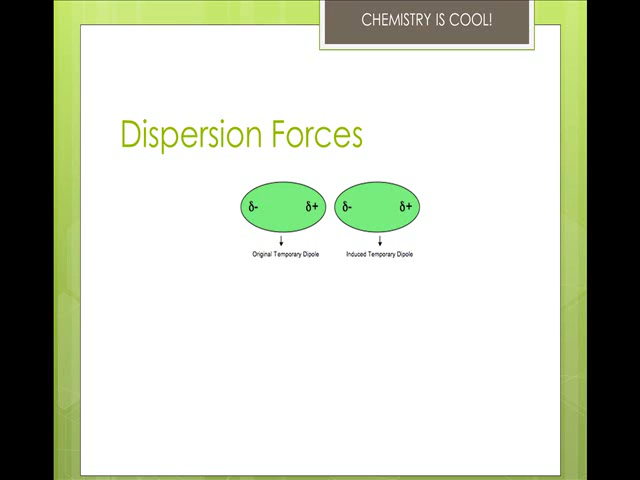 CHEMISTRY IS COOL!
Dispersion Forces
δ- δ+ δ- δ+
Original Temporary Dipole Induced Temporary Dipole